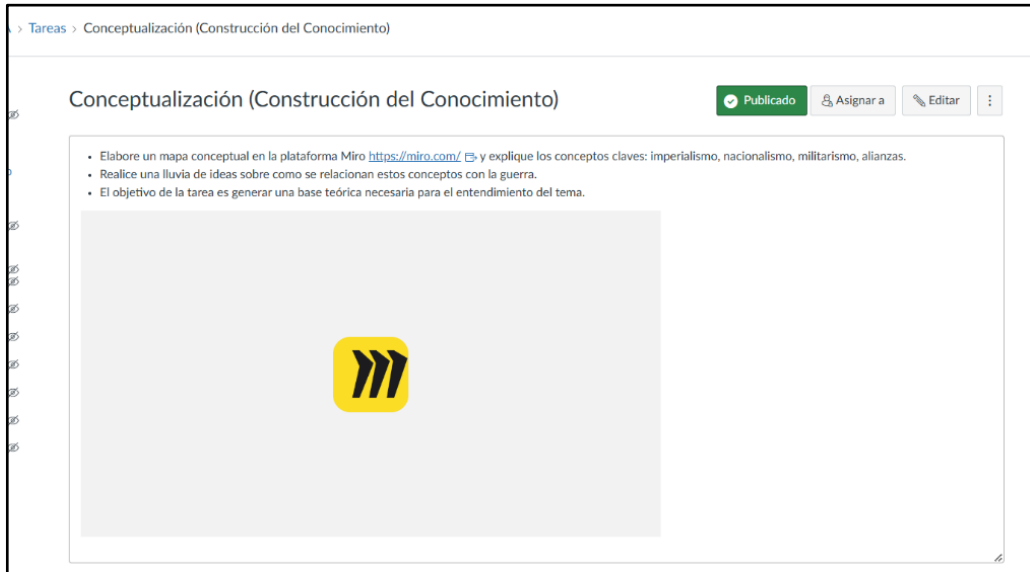 > Tareas > Conceptualización (Construcción del Conocimiento)
Conceptualización (Construcción del Conocimiento)
Publicado
Asignar a
Editar
• Elabore un mapa conceptual en la plataforma Miro https://miro.com/ y explique los conceptos claves: imperialismo, nacionalismo, militarismo, alianzas.
• Realice una lluvia de ideas sobre como se relacionan estos conceptos con la guerra.
• El objetivo de la tarea es generar una base teórica necesaria para el entendimiento del tema.